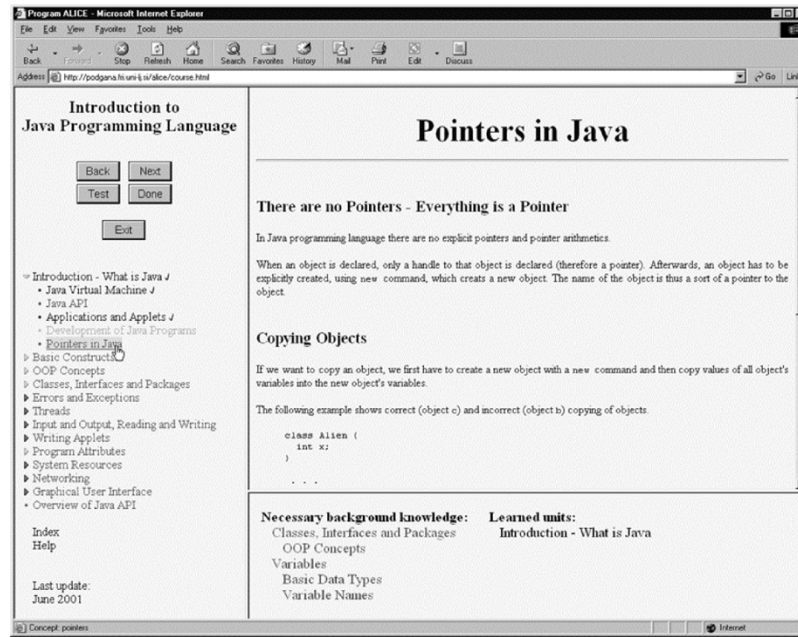 Program ALICE - Microsoft Internet Explorer
File Edit View Favorites Tools Help
Back Forward Stop Refresh Home Search Favorites History Mail Print Edit Discuss
Address http://podgana.fri.uni-lj.si/alice/course.html Go
Introduction to
Java Programming Language
Back Next
Test Done
Exit
Introduction - What is Java
• Java Virtual Machine
• Java API
• Applications and Applets
• Development of Java Programs
• Pointers in Java
Basic Constructs
OOP Concepts
Classes, Interfaces and Packages
Errors and Exceptions
Threads
Input and Output, Reading and Writing
Writing Applets
Program Attributes
System Resources
Networking
Graphical User Interface
• Overview of Java API
Index
Help
Last update:
June 2001
Pointers in Java
There are no Pointers - Everything is a Pointer
In Java programming language there are no explicit pointers and pointer arithmetics.
When an object is declared, only a handle to that object is declared (therefore a pointer). Afterwards, an object has to be
explicitly created, using new command, which creats a new object. The name of the object is thus a sort of a pointer to the
object.
Copying Objects
If we want to copy an object, we first have to create a new object with a new command and then copy values of all object's
variables into the new object's variables.
The following example shows correct (object c) and incorrect (object b) copying of objects.
class Alien {
int x;
}
. . .
Necessary background knowledge:
Classes, Interfaces and Packages
OOP Concepts
Variables
Basic Data Types
Variable Names
Learned units:
Introduction - What is Java
Concept: pointers
Internet